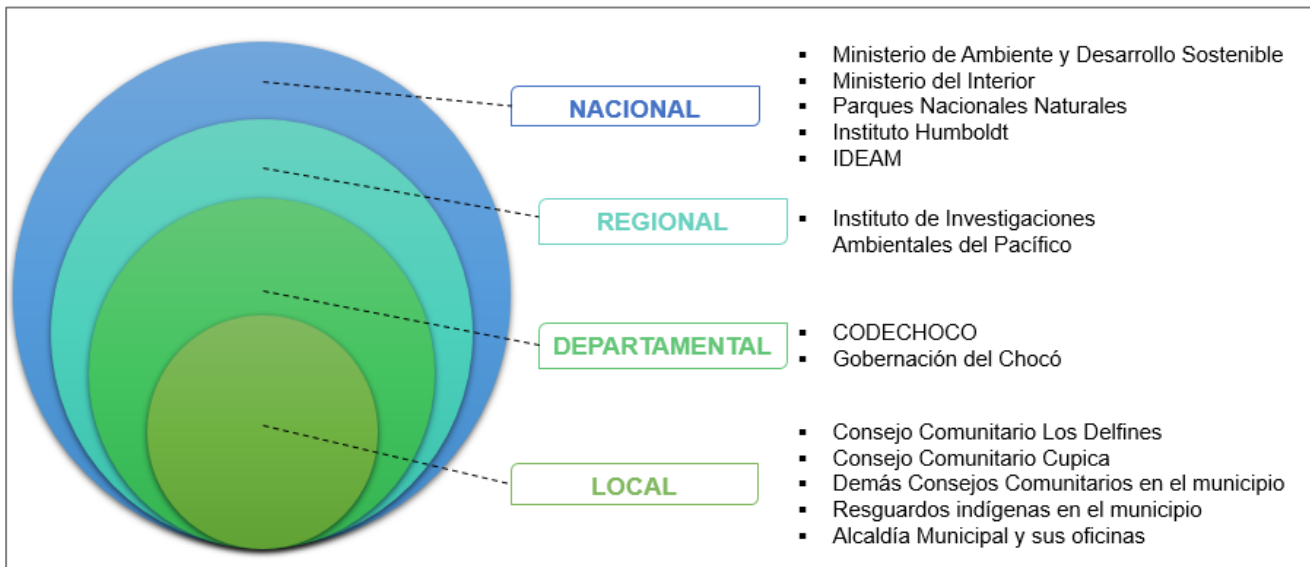 NACIONAL
▪ Ministerio de Ambiente y Desarrollo Sostenible
▪ Ministerio del Interior
▪ Parques Nacionales Naturales
▪ Instituto Humboldt
▪ IDEAM
REGIONAL
▪ Instituto de Investigaciones
Ambientales del Pacífico
DEPARTAMENTAL
▪ CODECHOCO
▪ Gobernación del Chocó
LOCAL
▪ Consejo Comunitario Los Delfines
▪ Consejo Comunitario Cupica
▪ Demás Consejos Comunitarios en el municipio
▪ Resguardos indígenas en el municipio
▪ Alcaldía Municipal y sus oficinas